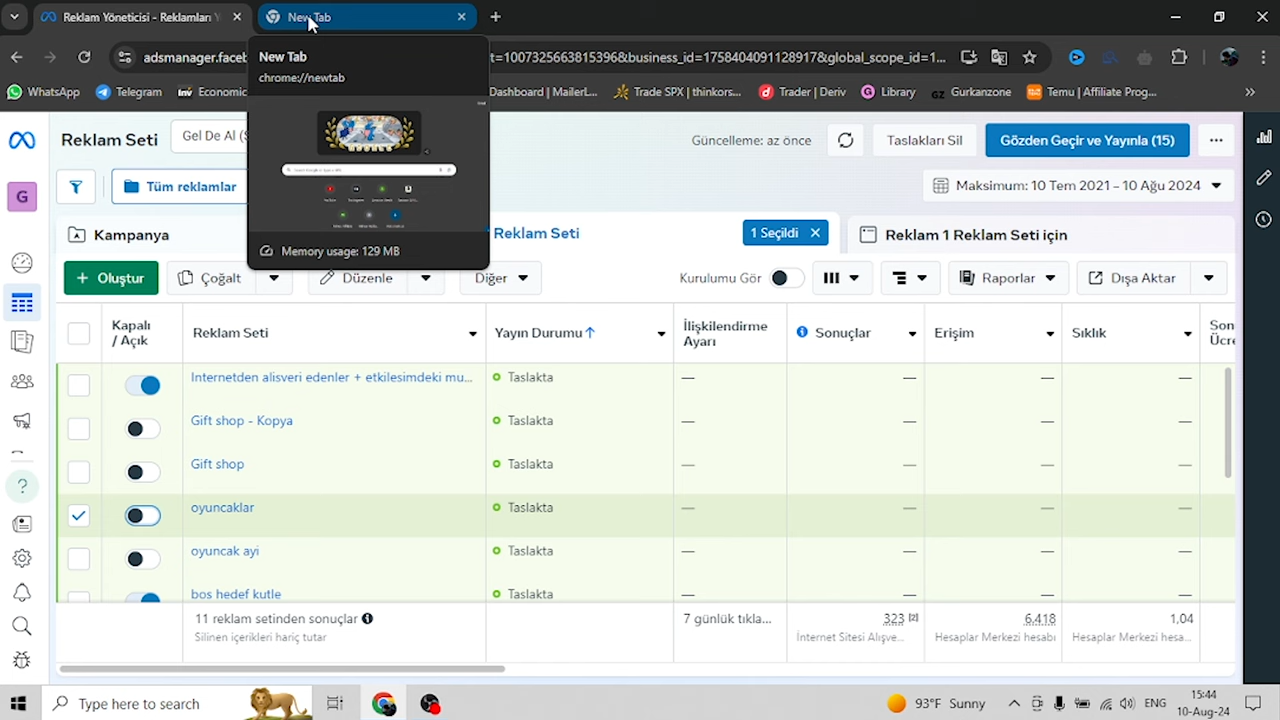 Reklam Yöneticisi - Reklamları Y
New Tab
adsmanager.faceb
t=1007325663815396&business_id=1758404091128917&global_scope_id=1...
New Tab
chrome://newtab
Memory usage: 129 MB
WhatsApp
Telegram
Economic
Dashboard | MailerL...
Trade SPX | thinkors...
Trade | Deriv
Library
Gurkanzone
Temu | Affiliate Prog...
Reklam Seti
Gel De Al (S
Güncelleme: az önce
Taslakları Sil
Gözden Geçir ve Yayınla (15)
G
Tüm reklamlar
Maksimum: 10 Tem 2021 – 10 Ağu 2024
Kampanya
Reklam Seti
1 Seçildi
Reklam 1 Reklam Seti için
+ Oluştur
Çoğalt
Düzenle
Diğer
Kurulumu Gör
Raporlar
Dışa Aktar
Kapalı / Açık
Reklam Seti
Yayın Durumu↑
İlişkilendirme Ayarı
Sonuçlar
Erişim
Sıklık
Son
Ücre
Internetden alisveri edenler + etkilesimdeki mu...
Taslakta
— — — —
Gift shop - Kopya
Taslakta
— — — —
Gift shop
Taslakta
— — — —
oyuncaklar
Taslakta
— — — —
oyuncak ayi
Taslakta
— — — —
bos hedef kutle
Taslakta
— — — —
11 reklam setinden sonuçlar
Silinen içerikleri hariç tutar
7 günlük tıkla...
323 [2]
İnternet Sitesi Alışve...
6.418
Hesaplar Merkezi hesabı
1,04
Hesaplar Merkezi hesa...
Type here to search
93°F Sunny
ENG
15:44
10-Aug-24